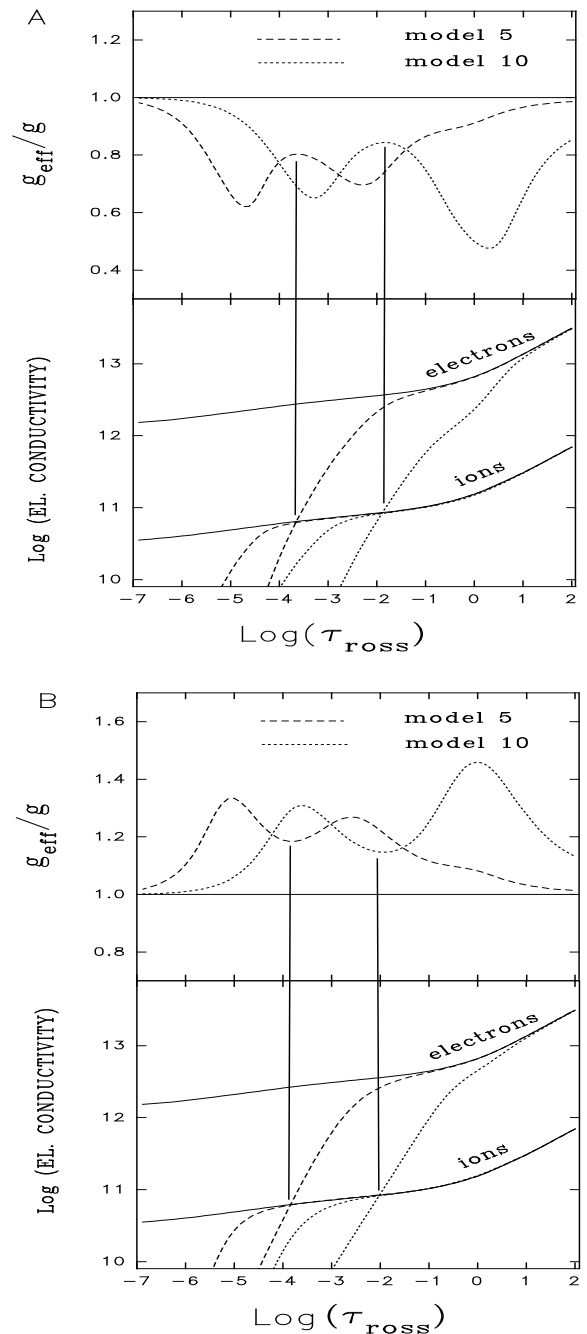 A
model 5
model 10
1.2
1.0
0.8
0.6
0.4
g_eff/g
electrons
ions
13
12
11
10
Log (EL. CONDUCTIVITY)
−7 −6 −5 −4 −3 −2 −1 0 1 2
Log(τ_ross)
B
model 5
model 10
1.6
1.4
1.2
1.0
0.8
g_eff/g
electrons
ions
13
12
11
10
Log (EL. CONDUCTIVITY)
−7 −6 −5 −4 −3 −2 −1 0 1 2
Log (τ_ross)